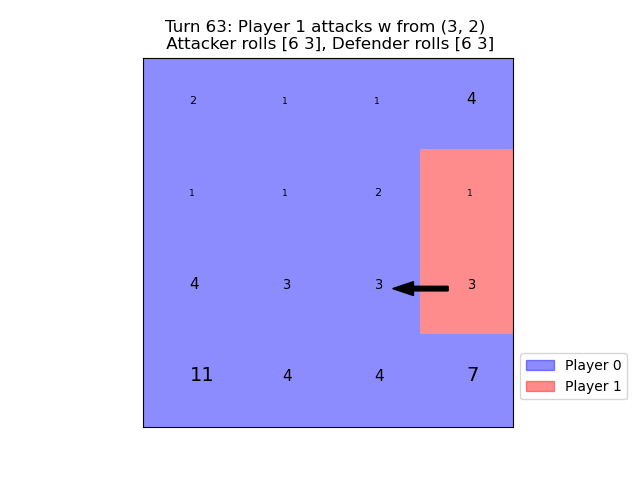 Turn 63: Player 1 attacks w from (3, 2)
Attacker rolls [6 3], Defender rolls [6 3]
2 1 1 4
1 1 2 1
4 3 3 3
11 4 4 7
Player 0
Player 1